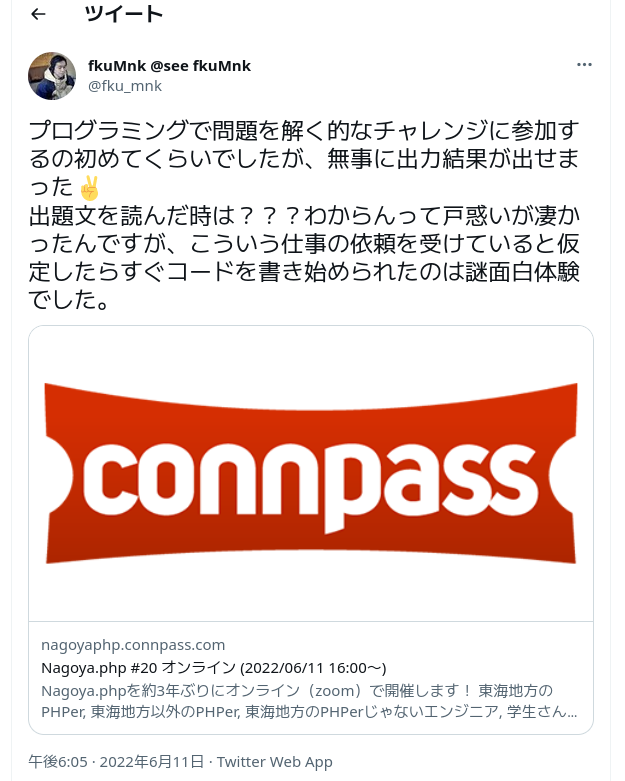 ← ツイート
fkuMnk @see fkuMnk
@fku_mnk
プログラミングで問題を解く的なチャレンジに参加す
るの初めてくらいでしたが、無事に出力結果が出せま
った✌
出題文を読んだ時は？？？わからんって戸惑いが凄か
ったんですが、こういう仕事の依頼を受けていると仮
定したらすぐコードを書き始められたのは謎面白体験
でした。
connpass
nagoyaphp.connpass.com
Nagoya.php #20 オンライン (2022/06/11 16:00〜)
Nagoya.phpを約3年ぶりにオンライン（zoom）で開催します！ 東海地方の
PHPer, 東海地方以外のPHPer, 東海地方のPHPerじゃないエンジニア, 学生さん...
午後6:05 · 2022年6月11日 · Twitter Web App